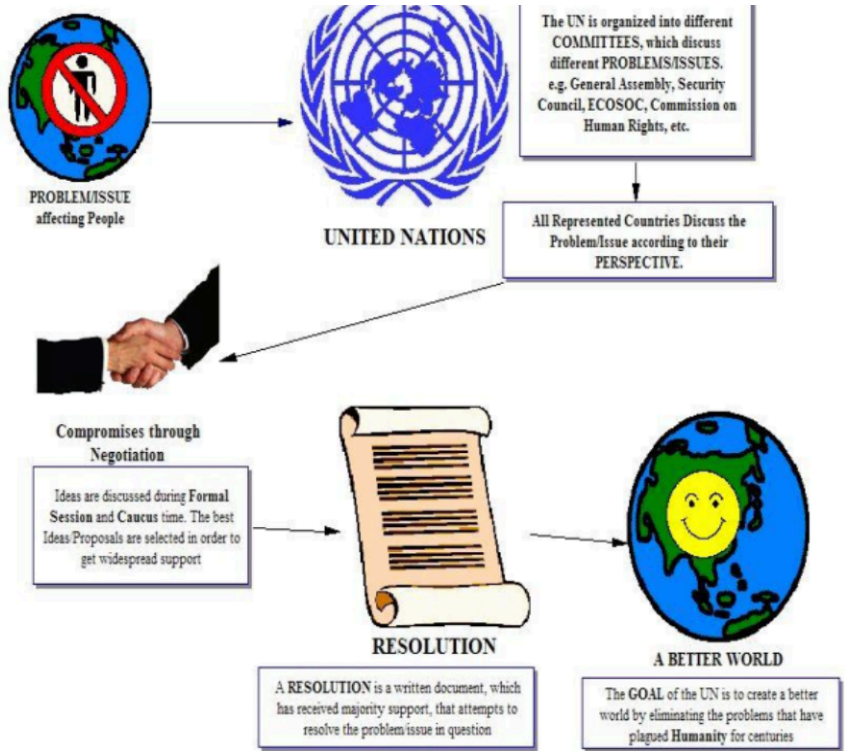 The UN is organized into different
COMMITTEES, which discuss
different PROBLEMS/ISSUES.
e.g. General Assembly, Security
Council, ECOSOC, Commission on
Human Rights, etc.
PROBLEM/ISSUE
affecting People
UNITED NATIONS
All Represented Countries Discuss the
Problem/Issue according to their
PERSPECTIVE.
Compromises through
Negotiation
Ideas are discussed during Formal
Session and Caucus time. The best
Ideas/Proposals are selected in order to
get widespread support
RESOLUTION
A RESOLUTION is a written document, which
has received majority support, that attempts to
resolve the problem/issue in question
A BETTER WORLD
The GOAL of the UN is to create a better
world by eliminating the problems that have
plagued Humanity for centuries